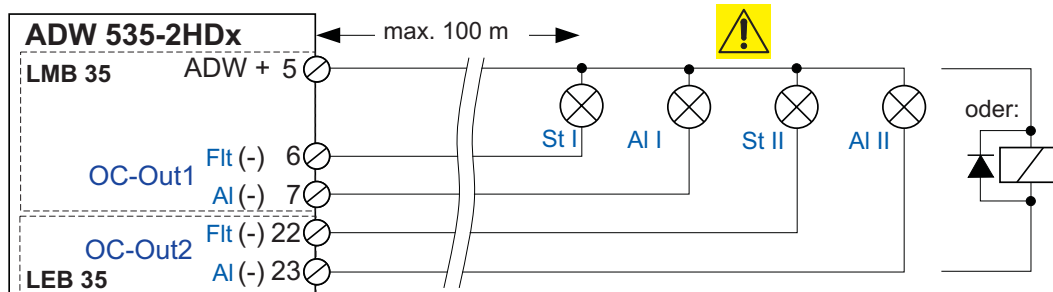 ADW 535-2HDx
max. 100 m
LMB 35
ADW + 5
oder:
St I
Al I
St II
Al II
Flt (-) 6
OC-Out1
Al (-) 7
Flt (-) 22
OC-Out2
Al (-) 23
LEB 35